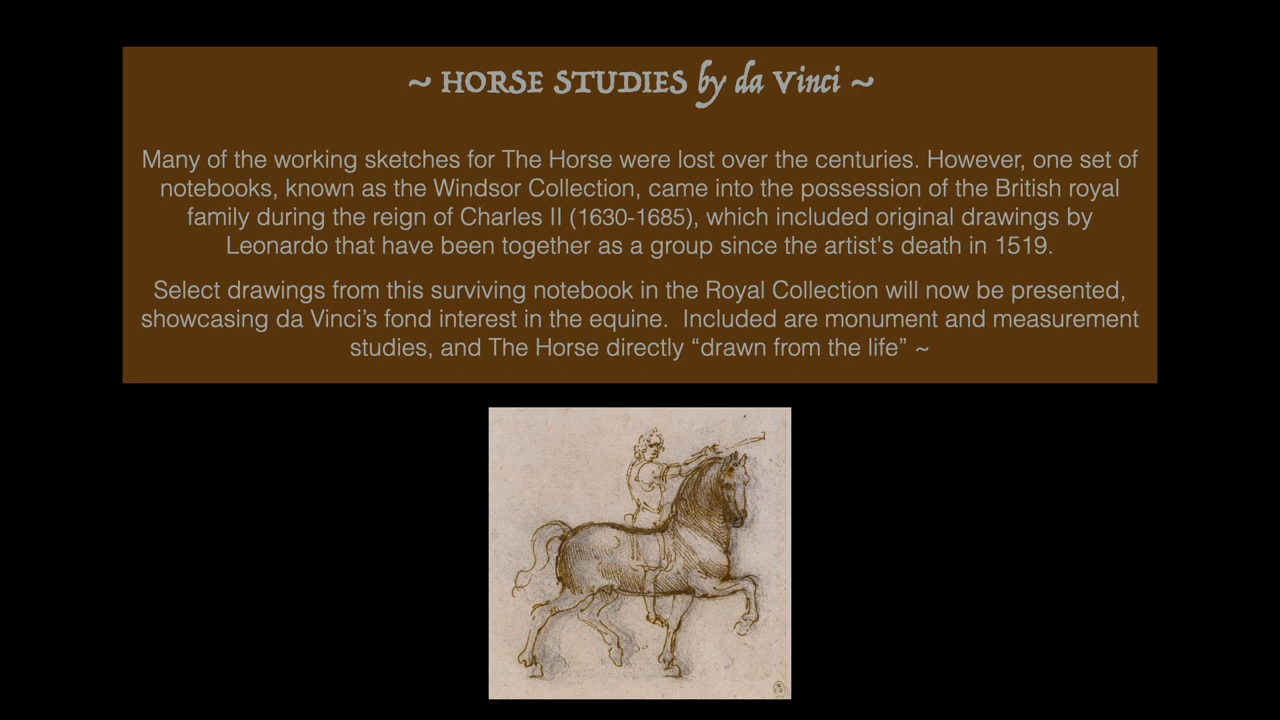 ~ HORSE STUDIES by da Vinci ~
Many of the working sketches for The Horse were lost over the centuries. However, one set of
notebooks, known as the Windsor Collection, came into the possession of the British royal
family during the reign of Charles II (1630-1685), which included original drawings by
Leonardo that have been together as a group since the artist's death in 1519.
Select drawings from this surviving notebook in the Royal Collection will now be presented,
showcasing da Vinci’s fond interest in the equine.  Included are monument and measurement
studies, and The Horse directly “drawn from the life” ~